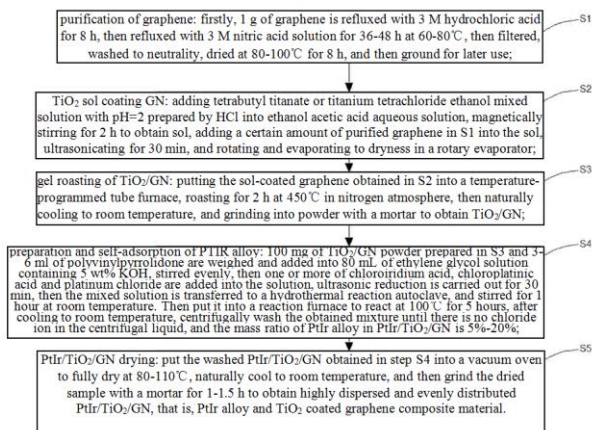 purification of graphene: firstly, 1 g of graphene is refluxed with 3 M hydrochloric acid
S1
for 8 h, then refluxed with 3 M nitric acid solution for 36-48 h at 60-80℃, then filtered,
washed to neutrality, dried at 80-100℃ for 8 h, and then ground for later use;
S2
TiO₂ sol coating GN: adding tetrabutyl titanate or titanium tetrachloride ethanol mixed
solution with pH=2 prepared by HCl into ethanol acetic acid aqueous solution, magnetically
stirring for 2 h to obtain sol, adding a certain amount of purified graphene in S1 into the sol,
ultrasonicating for 30 min, and rotating and evaporating to dryness in a rotary evaporator;
S3
gel roasting of TiO₂/GN: putting the sol-coated graphene obtained in S2 into a temperature-
programmed tube furnace, roasting for 2 h at 450℃ in nitrogen atmosphere, then naturally
cooling to room temperature, and grinding into powder with a mortar to obtain TiO₂/GN;
S4
preparation and self-adsorption of PTIR alloy: 100 mg of TiO₂/GN powder prepared in S3 and 3-
6 ml of polyvinylpyrrolidone are weighed and added into 80 mL of ethylene glycol solution
containing 5 wt% KOH, stirred evenly, then one or more of chloroiridium acid, chloroplatinic
acid and platinum chloride are added into the solution, ultrasonic reduction is carried out for 30
min, then the mixed solution is transferred to a hydrothermal reaction autoclave, and stirred for 1
hour at room temperature. Then put it into a reaction furnace to react at 100℃ for 5 hours, after
cooling to room temperature, centrifugally wash the obtained mixture until there is no chloride
ion in the centrifugal liquid, and the mass ratio of PtIr alloy in PtIr/TiO₂/GN is 5%-20%;
S5
PtIr/TiO₂/GN drying: put the washed PtIr/TiO₂/GN obtained in step S4 into a vacuum oven
to fully dry at 80-110℃, naturally cool to room temperature, and then grind the dried
sample with a mortar for 1-1.5 h to obtain highly dispersed and evenly distributed
PtIr/TiO₂/GN, that is, PtIr alloy and TiO₂ coated graphene composite material.